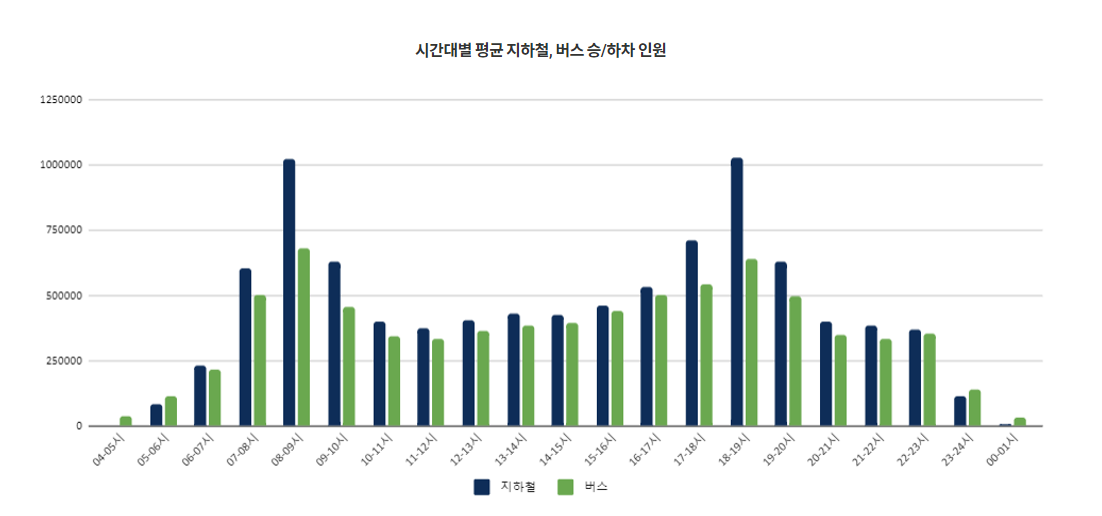 시간대별 평균 지하철, 버스 승/하차 인원
1250000
1000000
750000
500000
250000
0
04-05시
05-06시
06-07시
07-08시
08-09시
09-10시
10-11시
11-12시
12-13시
13-14시
14-15시
15-16시
16-17시
17-18시
18-19시
19-20시
20-21시
21-22시
22-23시
23-24시
00-01시
지하철 버스